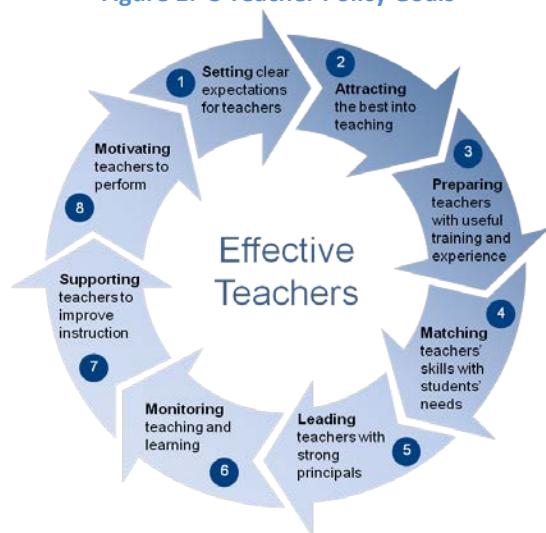 8 Teacher Policy Goals
1
Setting clear
expectations
for teachers
2
Attracting
the best into
teaching
3
Preparing
teachers
with useful
training and
experience
4
Matching
teachers'
skills with
students'
needs
5
Leading
teachers with
strong
principals
6
Monitoring
teaching and
learning
7
Supporting
teachers to
improve
instruction
8
Motivating
teachers to
perform
Effective
Teachers